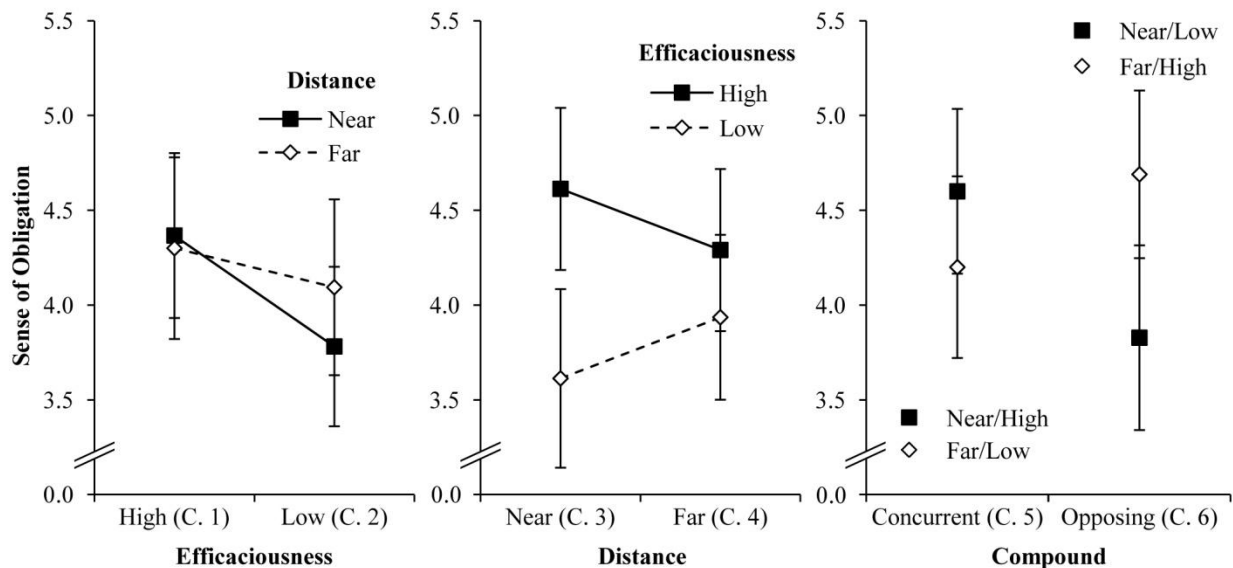 Sense of Obligation
5.5
5.0
4.5
4.0
3.5
0.0
Distance
Near
Far
High (C. 1)
Low (C. 2)
Efficaciousness
5.5
5.0
4.5
4.0
3.5
0.0
Efficaciousness
High
Low
Near (C. 3)
Far (C. 4)
Distance
5.5
5.0
4.5
4.0
3.5
0.0
Near/Low
Far/High
Near/High
Far/Low
Concurrent (C. 5)
Opposing (C. 6)
Compound